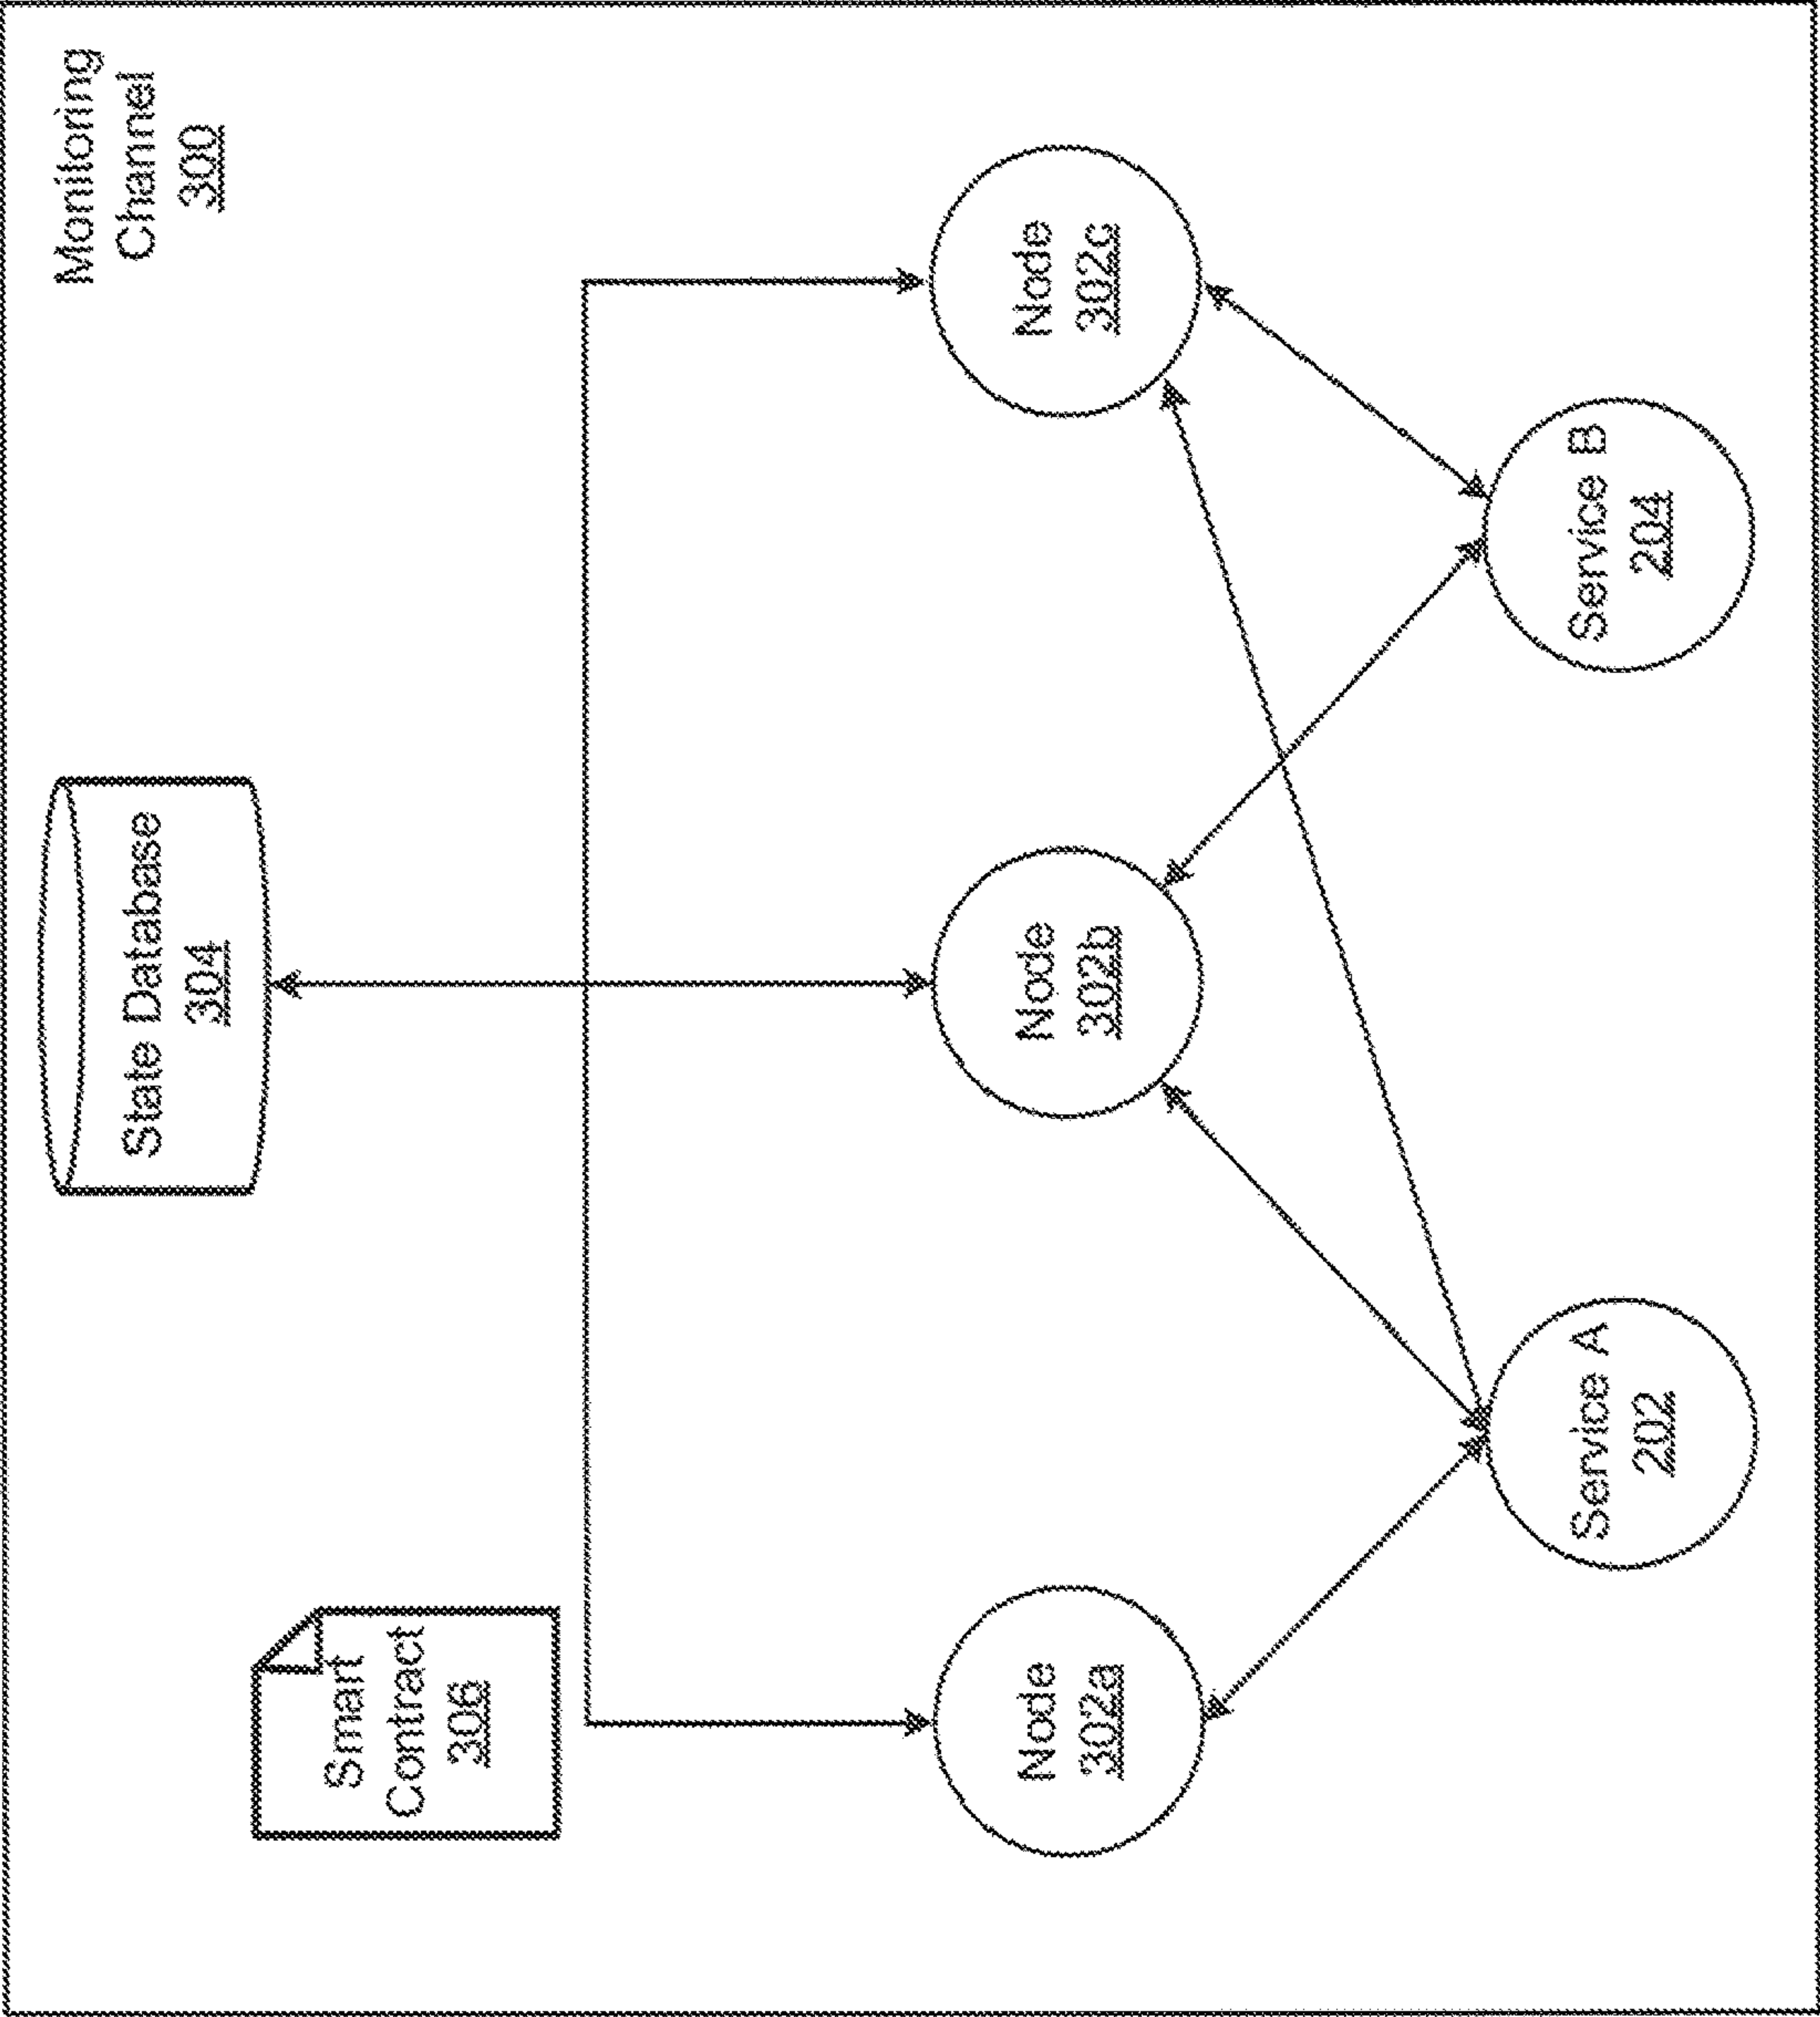 Monitoring
Channel
300
State Database
304
Smart
Contract
306
Node
302a
Node
302b
Node
302c
Service A
202
Service B
204